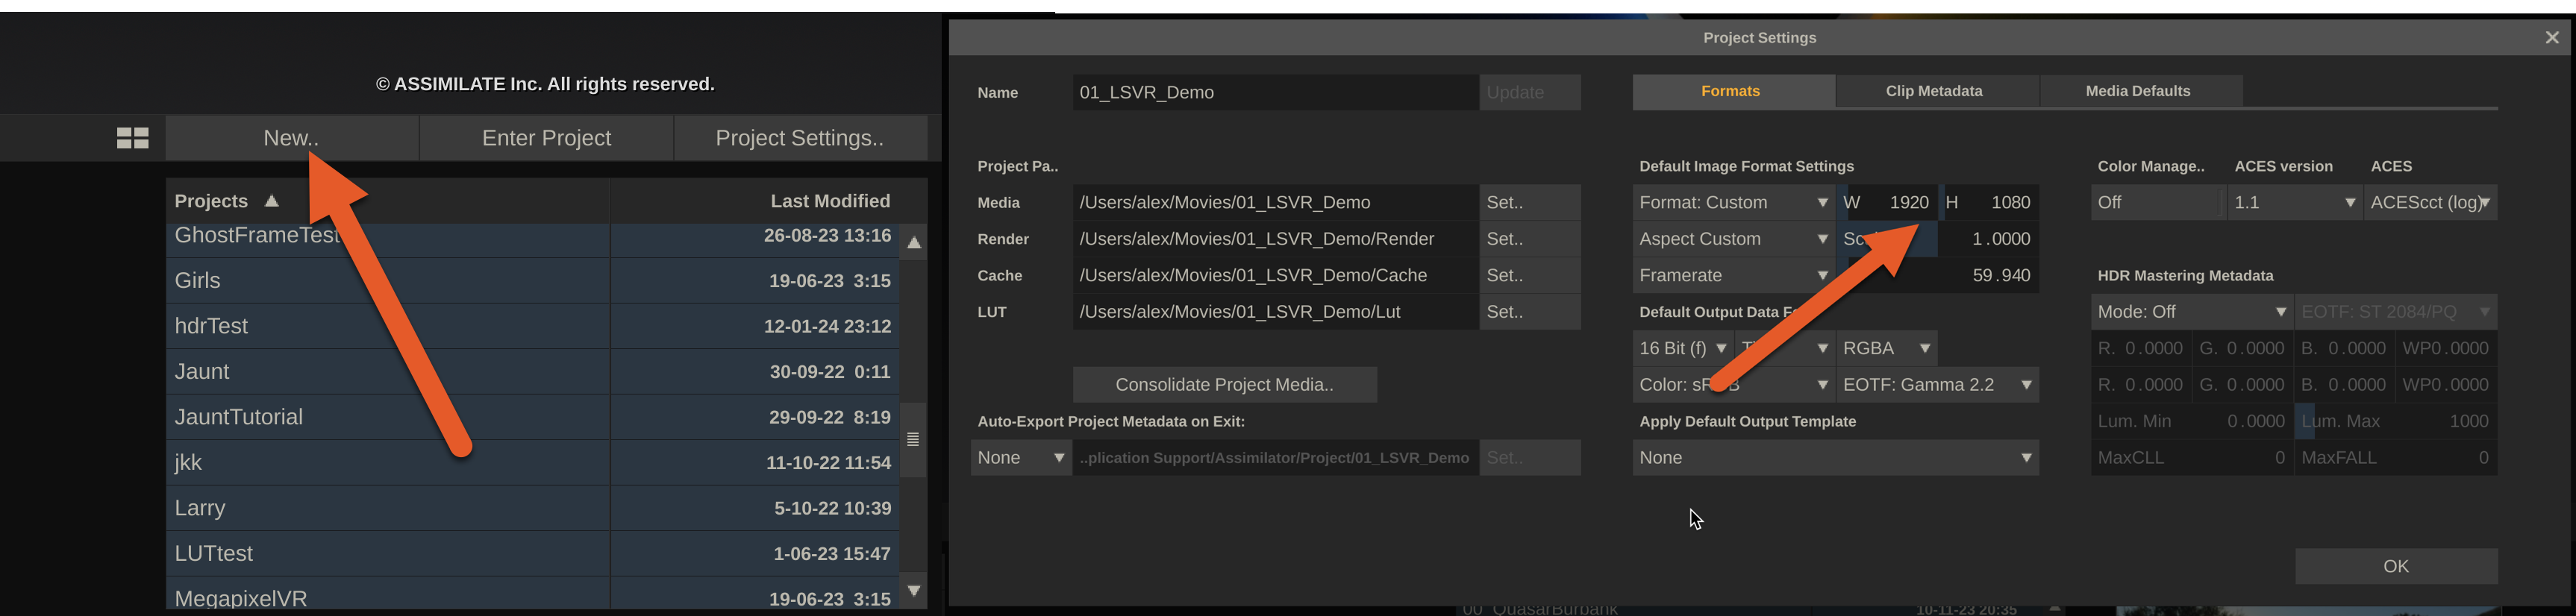 © ASSIMILATE Inc. All rights reserved.
New..
Enter Project
Project Settings..
Projects
Last Modified
GhostFrameTest 26-08-23 13:16
Girls 19-06-23 3:15
hdrTest 12-01-24 23:12
Jaunt 30-09-22 0:11
JauntTutorial 29-09-22 8:19
jkk 11-10-22 11:54
Larry 5-10-22 10:39
LUTtest 1-06-23 15:47
MegapixelVR 19-06-23 3:15
Project Settings
Name 01_LSVR_Demo Update
Project Pa..
Media /Users/alex/Movies/01_LSVR_Demo Set..
Render /Users/alex/Movies/01_LSVR_Demo/Render Set..
Cache /Users/alex/Movies/01_LSVR_Demo/Cache Set..
LUT /Users/alex/Movies/01_LSVR_Demo/Lut Set..
Consolidate Project Media..
Auto-Export Project Metadata on Exit:
None ..plication Support/Assimilator/Project/01_LSVR_Demo Set..
Formats Clip Metadata Media Defaults
Default Image Format Settings
Format: Custom W 1920 H 1080
Aspect Custom 1.0000
Framerate 59.940
Default Output Data
16 Bit (f) RGBA
Color: EOTF: Gamma 2.2
Apply Default Output Template
None
Color Manage.. ACES version ACES
Off 1.1 ACEScct (log)
HDR Mastering Metadata
Mode: Off EOTF: ST 2084/PQ
R. 0.0000 G. 0.0000 B. 0.0000 WP0.0000
R. 0.0000 G. 0.0000 B. 0.0000 WP0.0000
Lum. Min 0.0000 Lum. Max 1000
MaxCLL 0 MaxFALL 0
OK
00_QuasarBurbank 10-11-23 20:35